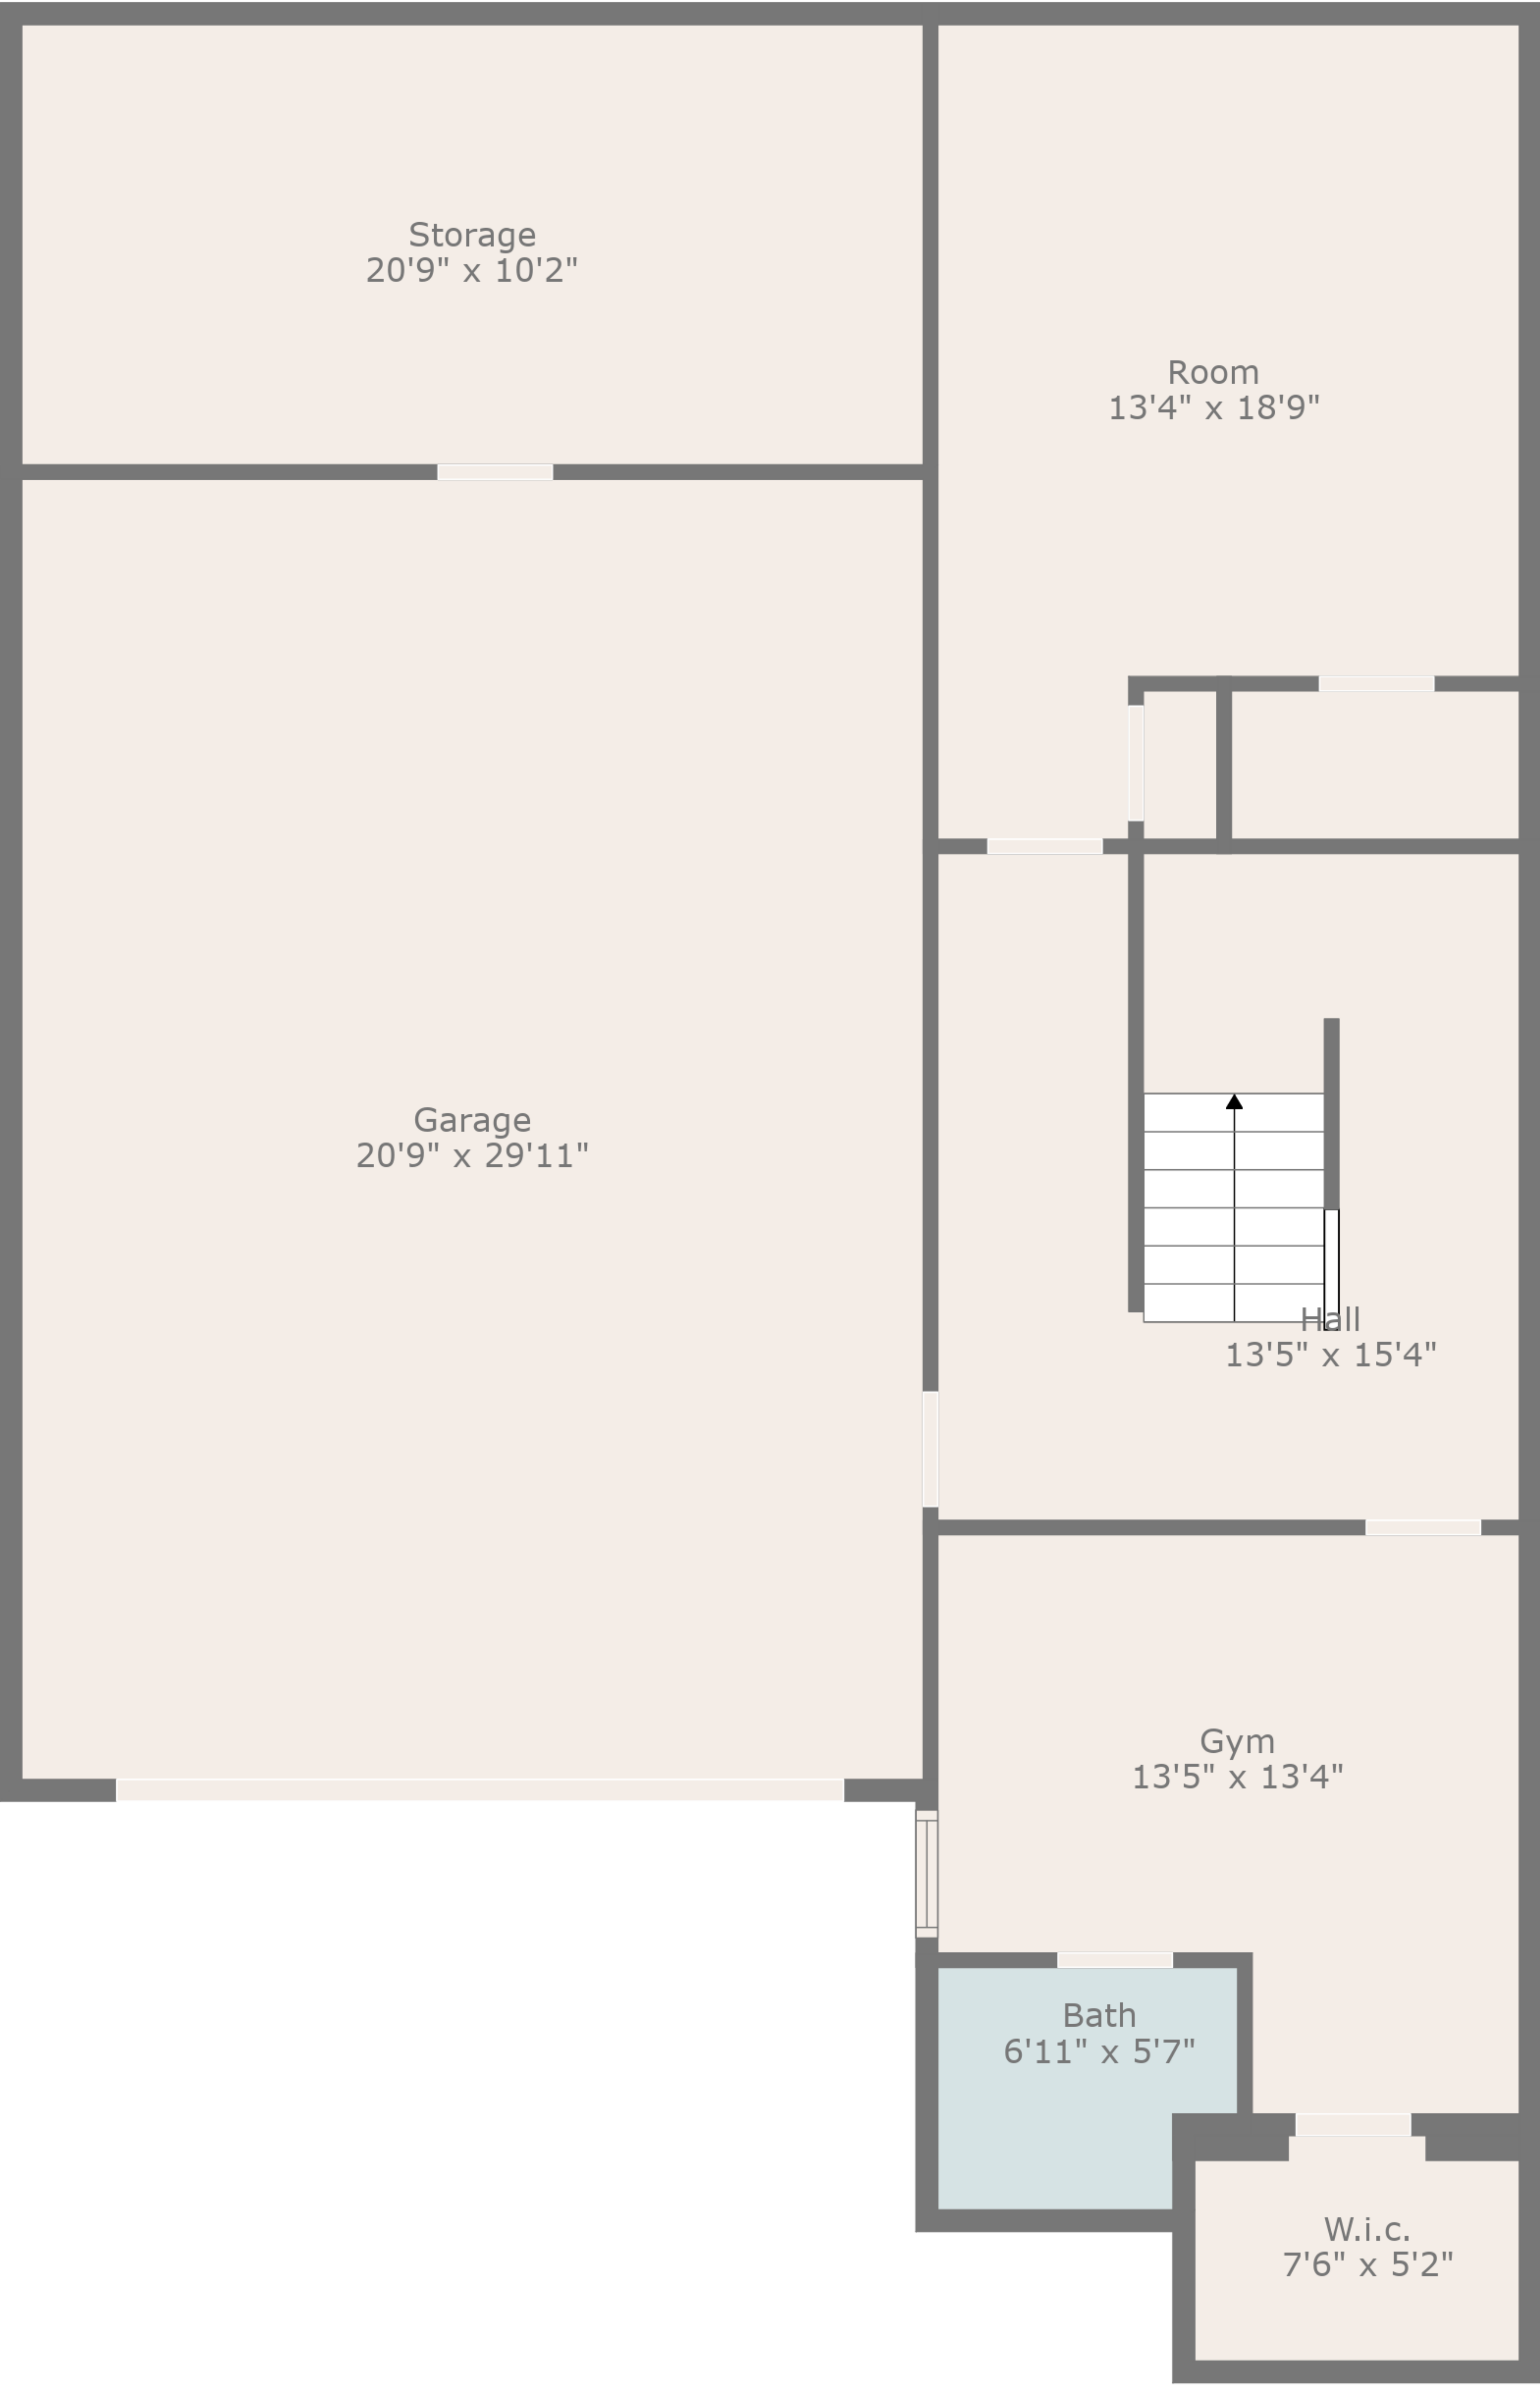 Storage
20'9" x 10'2"
Room
13'4" x 18'9"
Garage
20'9" x 29'11"
Hall
13'5" x 15'4"
Gym
13'5" x 13'4"
Bath
6'11" x 5'7"
W.i.c.
7'6" x 5'2"